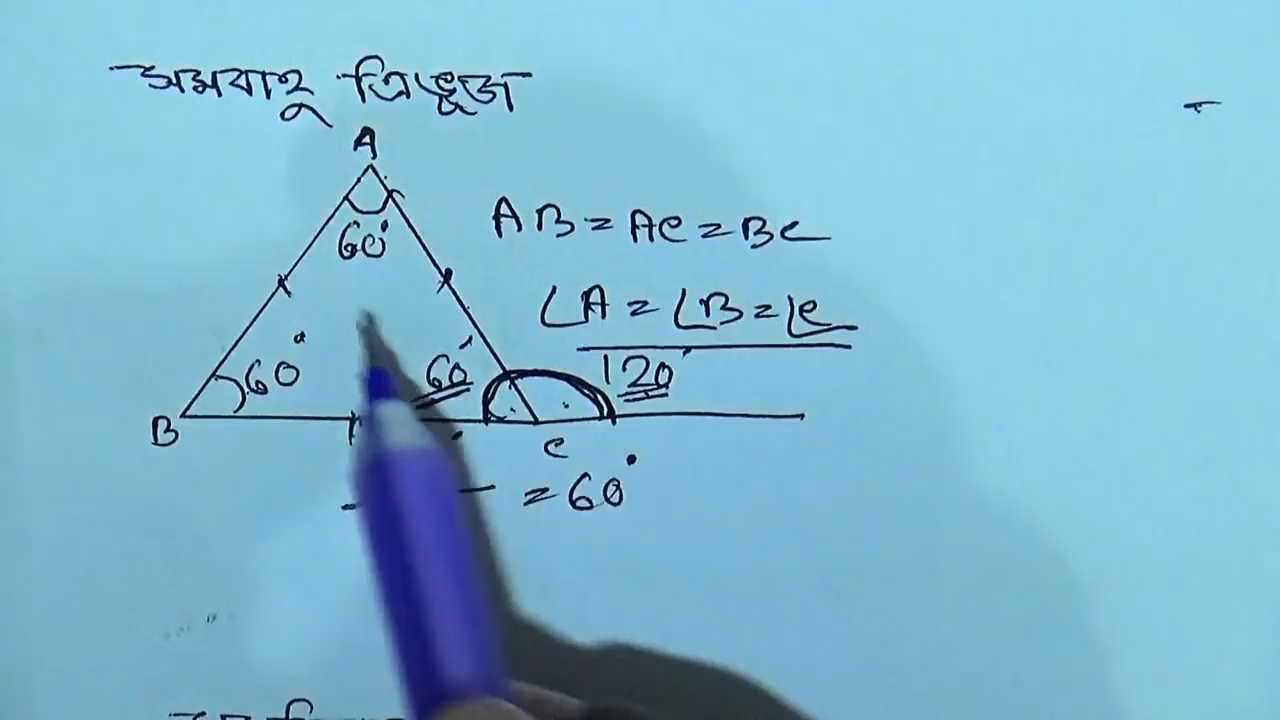 সমবাহু ত্রিভুজ
A
60°
AB = AC = BC
∠A = ∠B = ∠C
60° 60° 120°
B C
= 60°